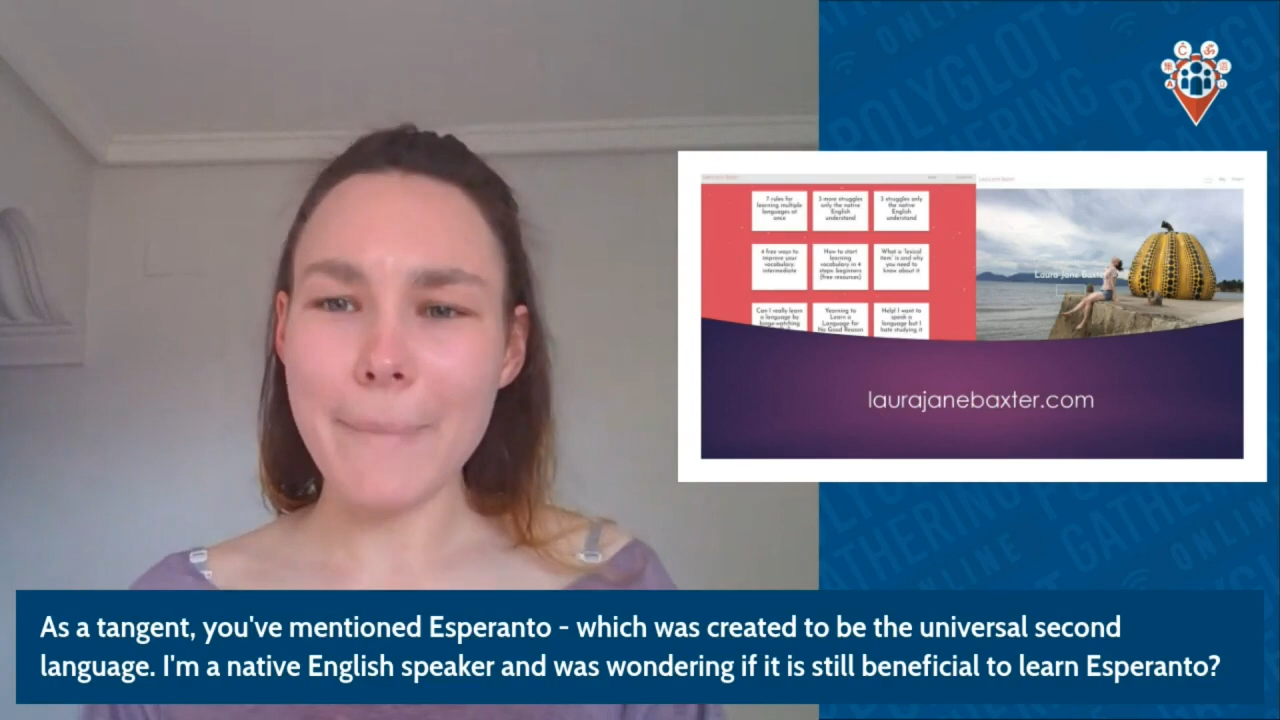 POLYGLOT
GATHERING
ONLINE
7 rules for
learning multiple
languages at
once
3 more struggles
only the native
English
understand
3 struggles only
the native
English
understand
4 free ways to
improve your
vocabulary:
intermediate
How to start
learning
vocabulary in 4
steps: beginners
(free resources)
What a 'lexical
item' is and why
you need to
know about it
Can I really learn
a language by
binge-watching
Yearning to
Learn a
Language for
No Good Reason
Help! I want to
speak a
language but I
hate studying it
Laura-Jane Baxter
laurajanebaxter.com
As a tangent, you've mentioned Esperanto - which was created to be the universal second
language. I'm a native English speaker and was wondering if it is still beneficial to learn Esperanto?